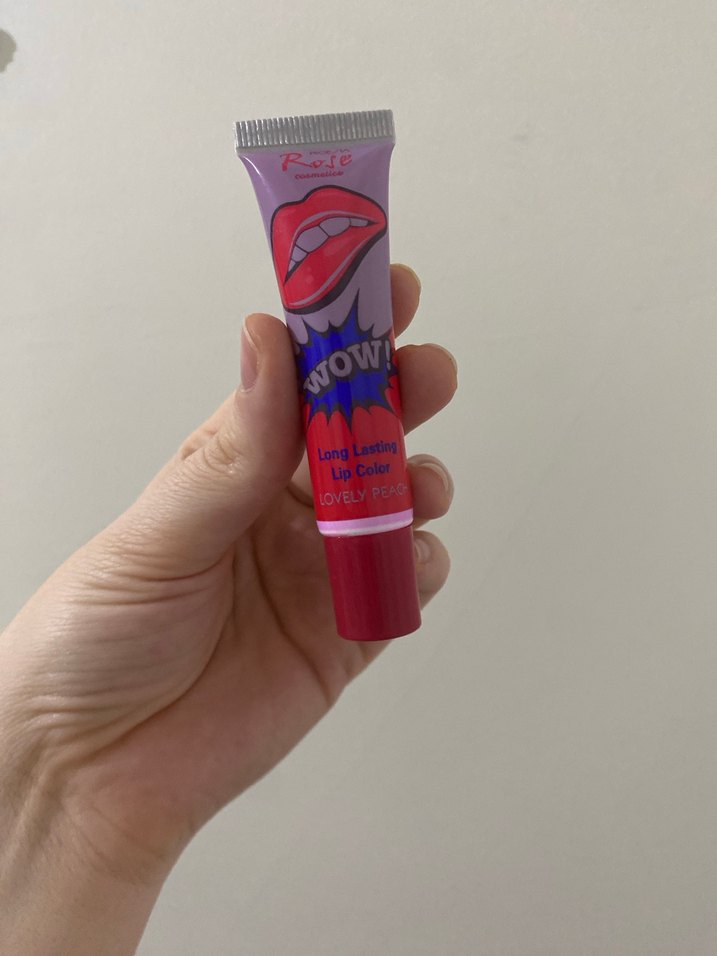 Rose
cosmetics
WOW!
Long Lasting
Lip Color
LOVELY PEACH